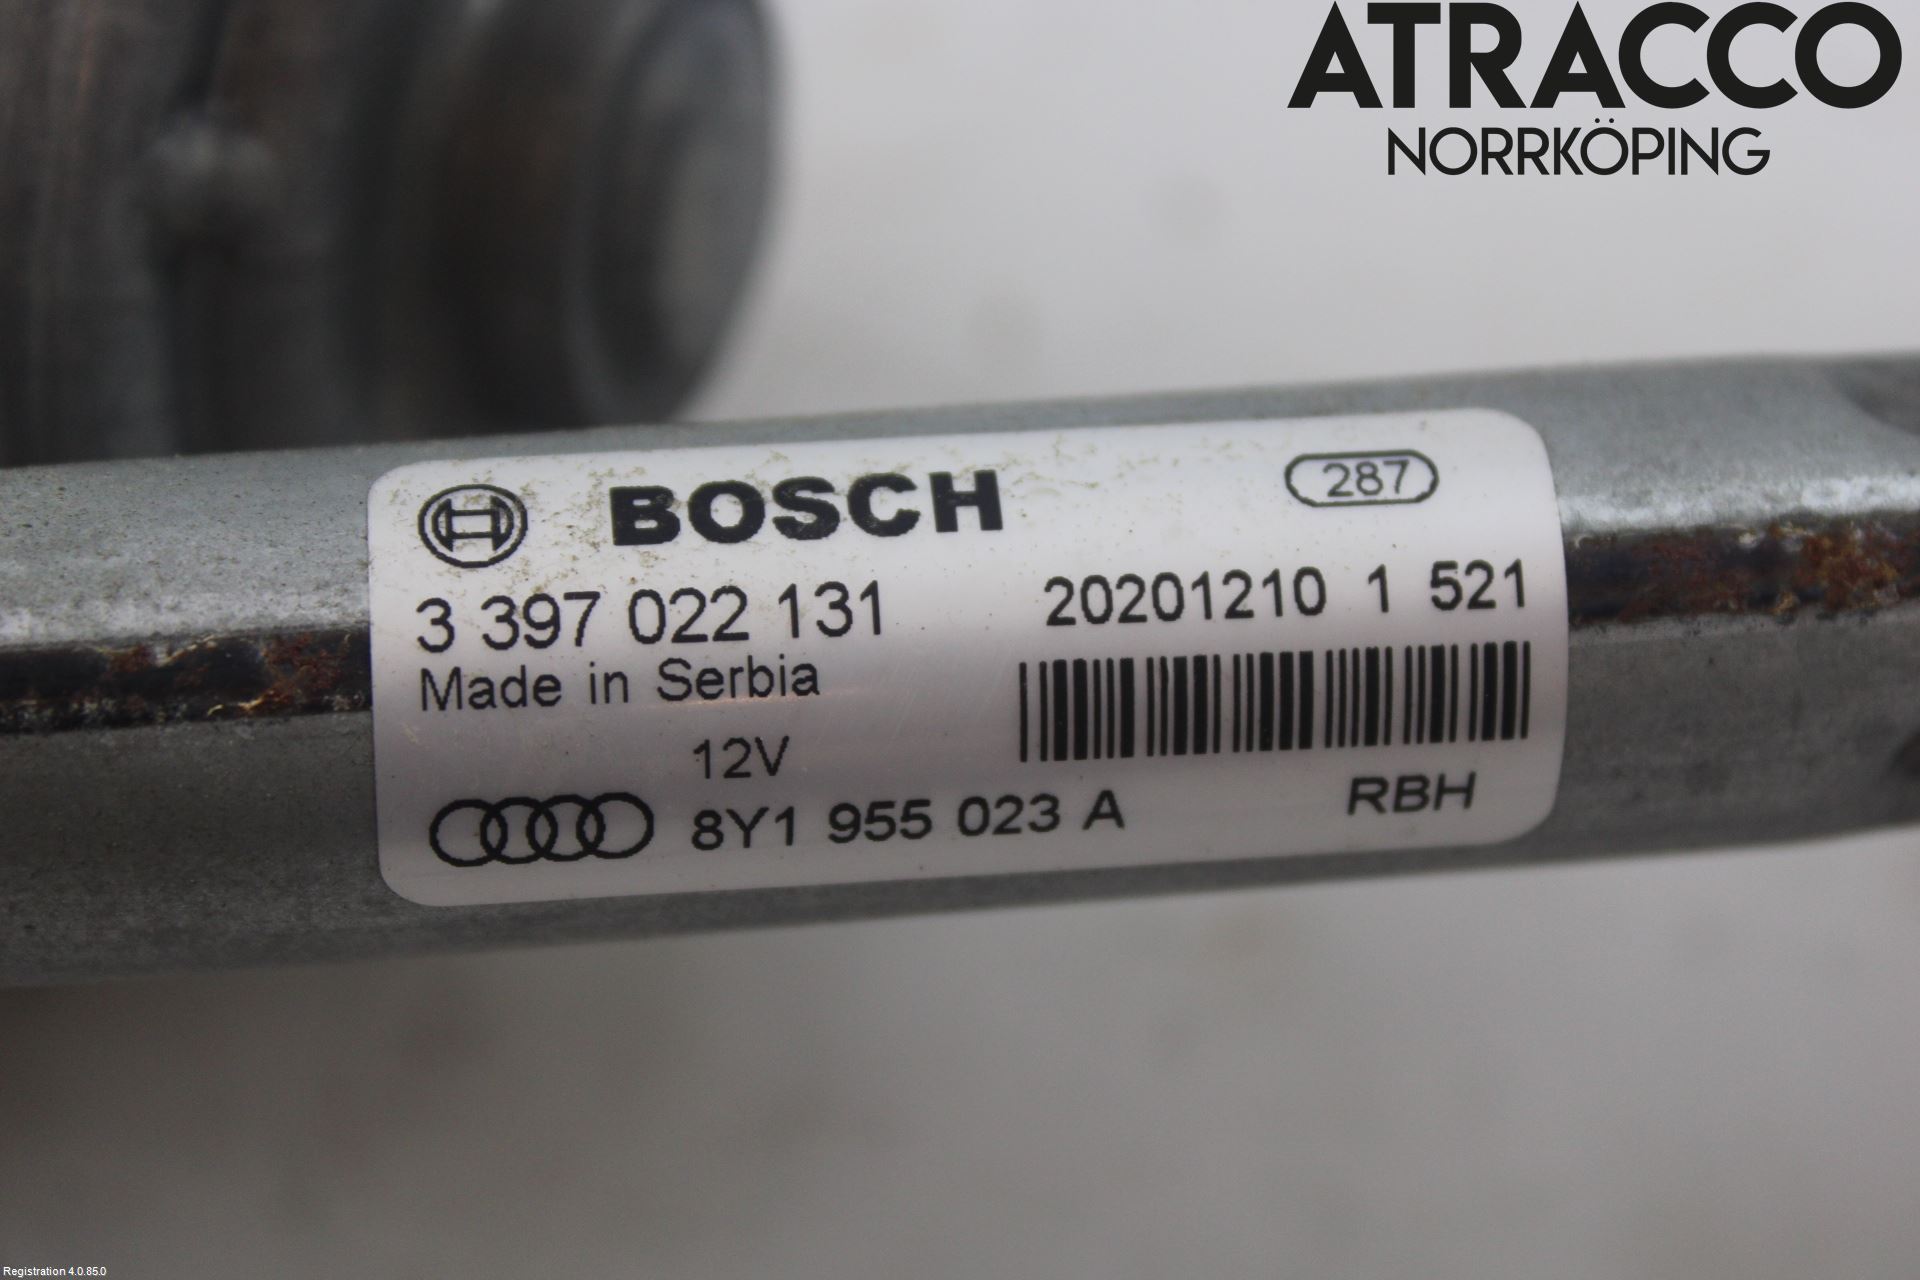 ATRACCO
NORRKÖPING
BOSCH
287
3 397 022 131
20201210 1 521
Made in Serbia
12V
8Y1 955 023 A
RBH
Registration 4.0.85.0